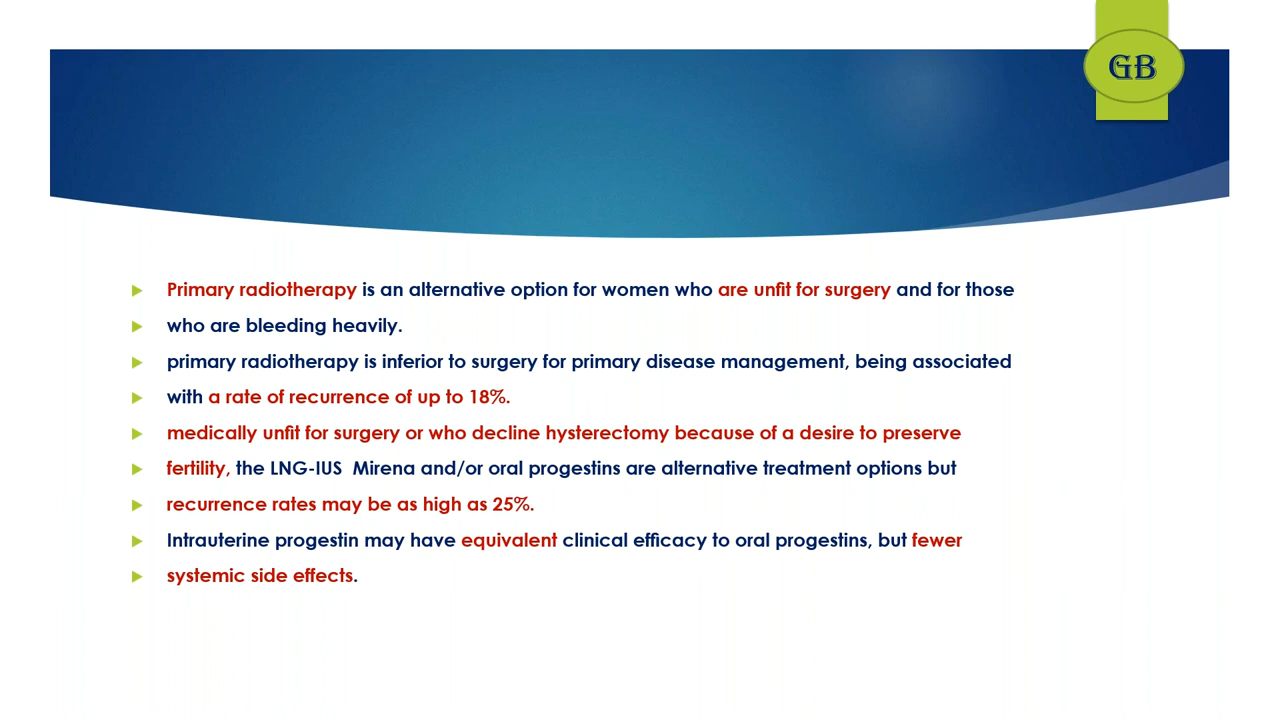 GB
Primary radiotherapy is an alternative option for women who are unfit for surgery and for those
who are bleeding heavily.
primary radiotherapy is inferior to surgery for primary disease management, being associated
with a rate of recurrence of up to 18%.
medically unfit for surgery or who decline hysterectomy because of a desire to preserve
fertility, the LNG-IUS  Mirena and/or oral progestins are alternative treatment options but
recurrence rates may be as high as 25%.
Intrauterine progestin may have equivalent clinical efficacy to oral progestins, but fewer
systemic side effects.